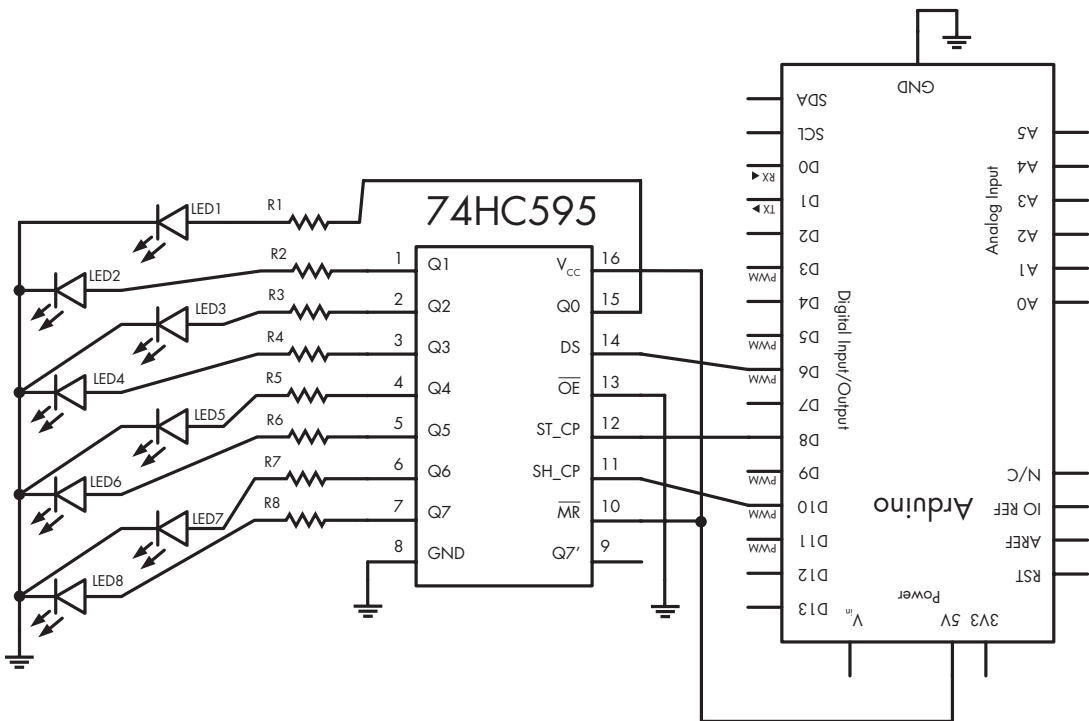 74HC595
LED1
R1
LED2
R2
LED3
R3
LED4
R4
LED5
R5
LED6
R6
LED7
R7
LED8
R8
1 Q1
2 Q2
3 Q3
4 Q4
5 Q5
6 Q6
7 Q7
8 GND
VCC 16
Q0 15
DS 14
OE 13
ST_CP 12
SH_CP 11
MR 10
Q7' 9
GND
SDA
SCL
D0
RX
D1
TX
D2
D3
PWM
D4
D5
PWM
D6
PWM
D7
D8
D9
PWM
D10
PWM
D11
PWM
D12
D13
Digital Input/Output
Arduino
Power
Vin
5V
3V3
Analog Input
A5
A4
A3
A2
A1
A0
N/C
IO REF
AREF
RST